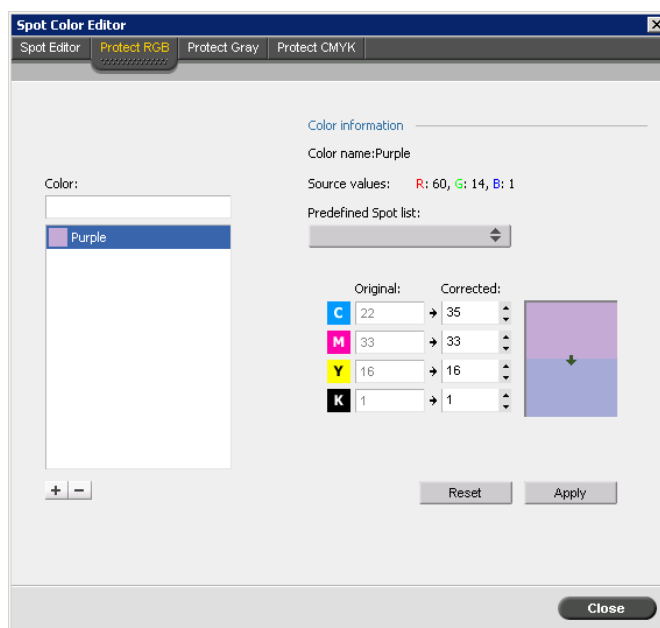 Spot Color Editor
Spot Editor Protect RGB Protect Gray Protect CMYK
Color information
Color name:Purple
Color:
Source values: R: 60, G: 14, B: 1
Predefined Spot list:
Purple
Original: Corrected:
C 22 35
M 33 33
Y 16 16
K 1 1
Reset Apply
Close